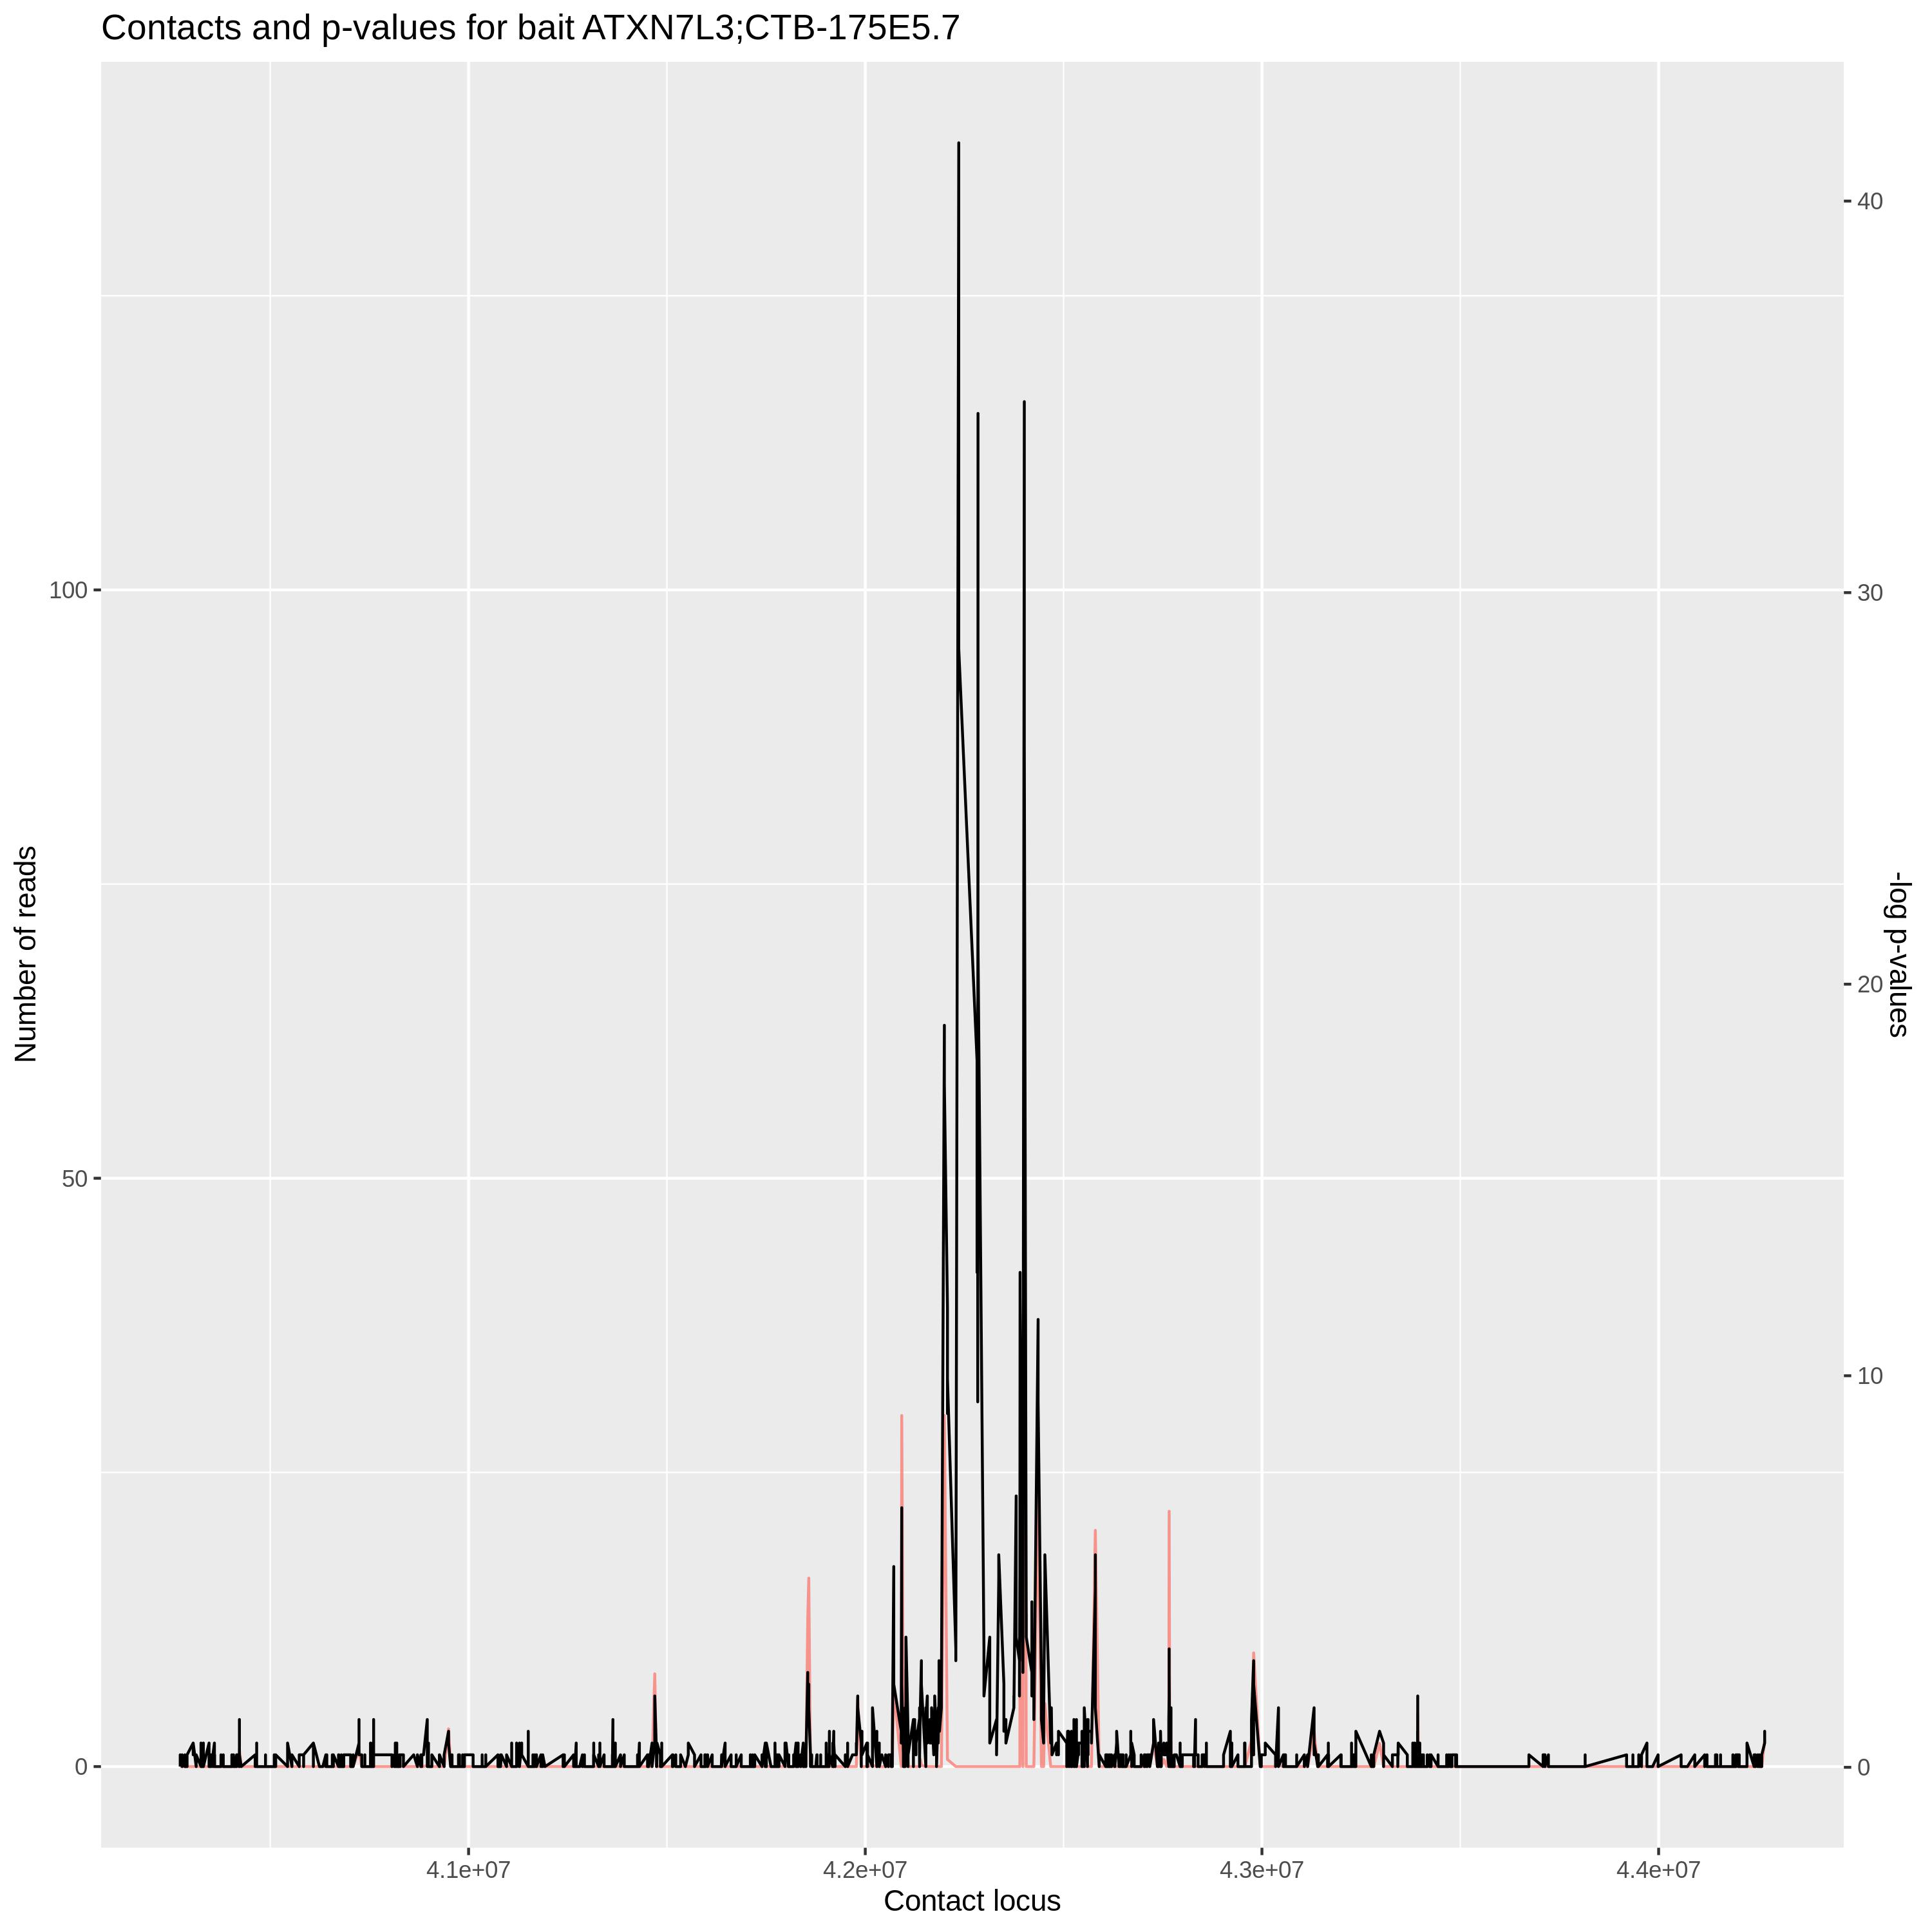 Contacts and p-values for bait ATXN7L3;CTB-175E5.7
Number of reads
100
50
0
40
30
20
10
0
-log p-values
4.1e+07
4.2e+07
4.3e+07
4.4e+07
Contact locus